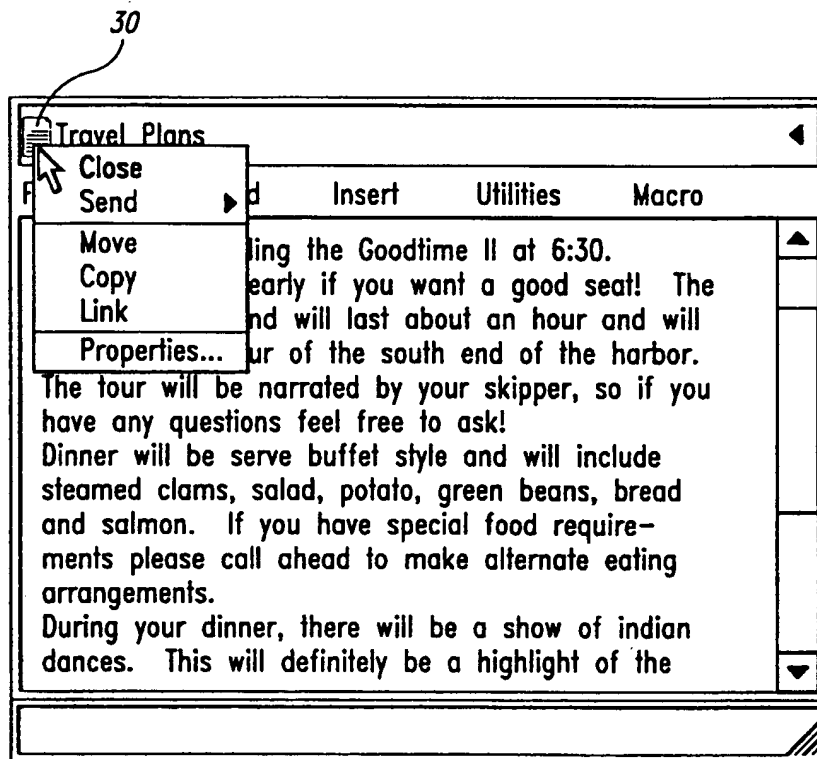 30
Travel Plans
Close
Send
Move
Copy
Link
Properties...
Insert Utilities Macro
the Goodtime II at 6:30.
early if you want a good seat! The
will last about an hour and will
of the south end of the harbor.
The tour will be narrated by your skipper, so if you
have any questions feel free to ask!
Dinner will be serve buffet style and will include
steamed clams, salad, potato, green beans, bread
and salmon. If you have special food require-
ments please call ahead to make alternate eating
arrangements.
During your dinner, there will be a show of indian
dances. This will definitely be a highlight of the